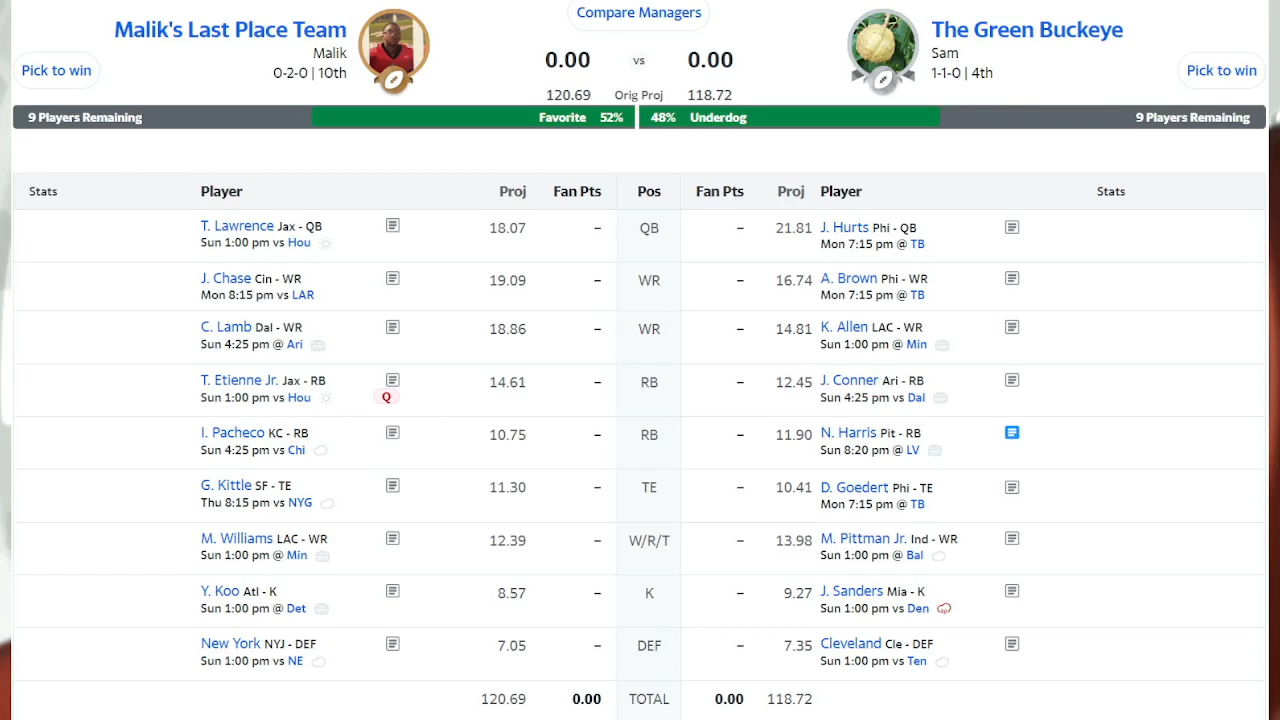 Compare Managers
Malik's Last Place Team
Malik
0-2-0 | 10th
Pick to win
0.00 vs 0.00
120.69 Orig Proj 118.72
The Green Buckeye
Sam
1-1-0 | 4th
Pick to win
9 Players Remaining Favorite 52% 48% Underdog 9 Players Remaining
Stats Player Proj Fan Pts Pos Fan Pts Proj Player Stats
T. Lawrence Jax - QB 18.07 – QB – 21.81 J. Hurts Phi - QB
Sun 1:00 pm vs Hou Mon 7:15 pm @ TB
J. Chase Cin - WR 19.09 – WR – 16.74 A. Brown Phi - WR
Mon 8:15 pm vs LAR Mon 7:15 pm @ TB
C. Lamb Dal - WR 18.86 – WR – 14.81 K. Allen LAC - WR
Sun 4:25 pm @ Ari Sun 1:00 pm @ Min
T. Etienne Jr. Jax - RB 14.61 – RB – 12.45 J. Conner Ari - RB
Sun 1:00 pm vs Hou Q Sun 4:25 pm vs Dal
I. Pacheco KC - RB 10.75 – RB – 11.90 N. Harris Pit - RB
Sun 4:25 pm vs Chi Sun 8:20 pm @ LV
G. Kittle SF - TE 11.30 – TE – 10.41 D. Goedert Phi - TE
Thu 8:15 pm vs NYG Mon 7:15 pm @ TB
M. Williams LAC - WR 12.39 – W/R/T – 13.98 M. Pittman Jr. Ind - WR
Sun 1:00 pm @ Min Sun 1:00 pm @ Bal
Y. Koo Atl - K 8.57 – K – 9.27 J. Sanders Mia - K
Sun 1:00 pm @ Det Sun 1:00 pm vs Den
New York NYJ - DEF 7.05 – DEF – 7.35 Cleveland Cle - DEF
Sun 1:00 pm vs NE Sun 1:00 pm vs Ten
120.69 0.00 TOTAL 0.00 118.72